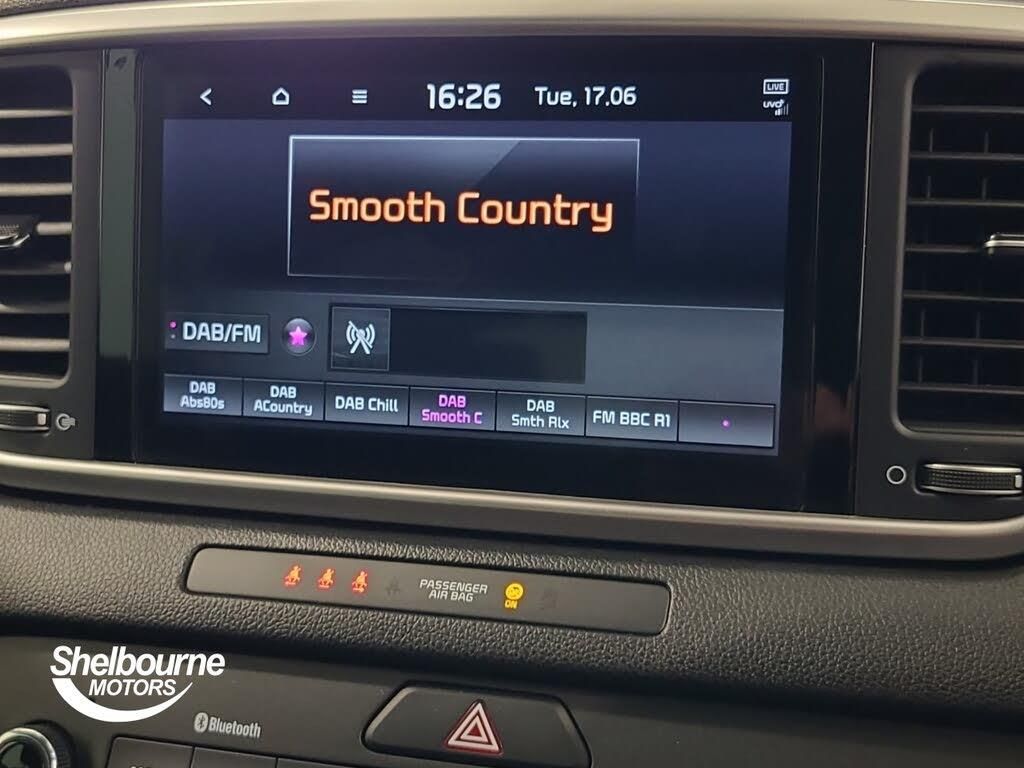 16:26 Tue, 17.06
LIVE
UVO
Smooth Country
DAB/FM
DAB
Abs80s
DAB
ACountry
DAB Chill
DAB
Smooth C
DAB
Smth Rlx
FM BBC R1
PASSENGER
AIR BAG
ON
Shelbourne
MOTORS
Bluetooth